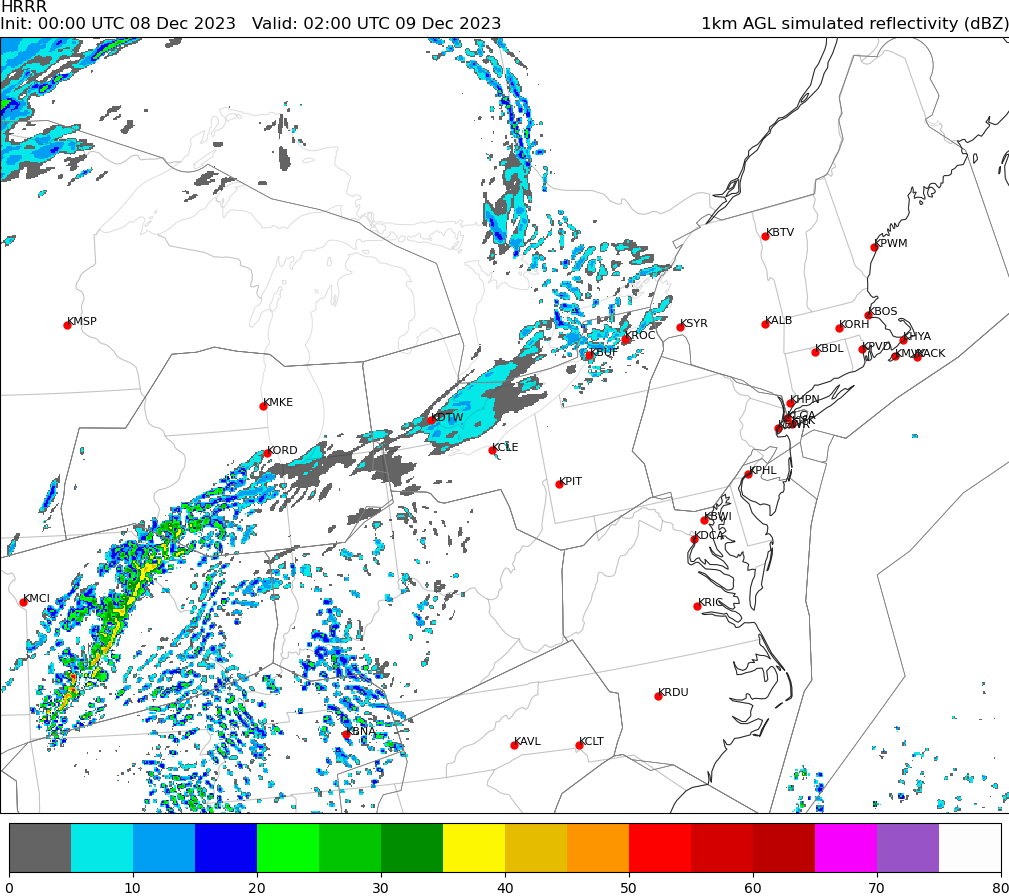 HRRR
Init: 00:00 UTC 08 Dec 2023 Valid: 02:00 UTC 09 Dec 2023 1km AGL simulated reflectivity (dBZ)
KBTV
KPWM
KMSP
KBOS
KSYR
KALB
KORH
KROC
KHYA
KBUF
KBDL
KPVD
KACK
KMKE
KHPN
KDTW
KLGA
KORD
KCLE
KPHL
KPIT
KBWI
KDCA
KMCI
KRIC
KRDU
KBNA
KAVL
KCLT
0 10 20 30 40 50 60 70 80